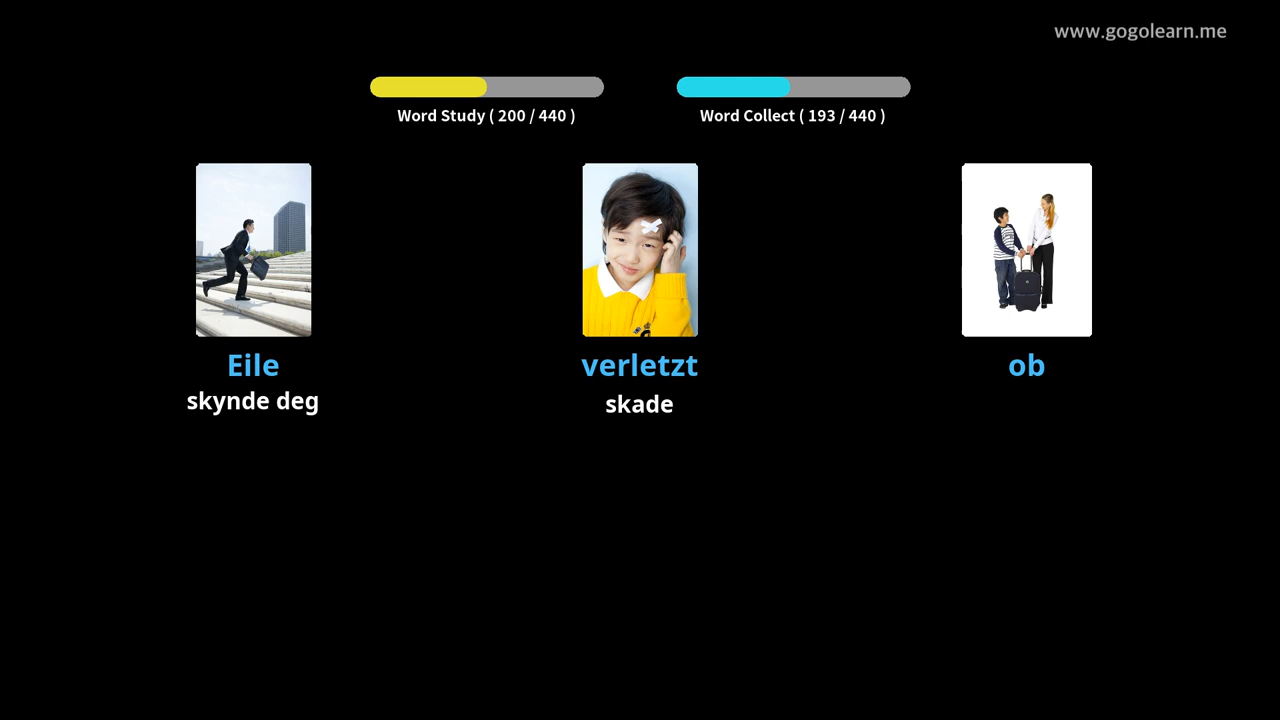 www.gogolearn.me
Word Study ( 200 / 440 )
Word Collect ( 193 / 440 )
Eile
skynde deg
verletzt
skade
ob